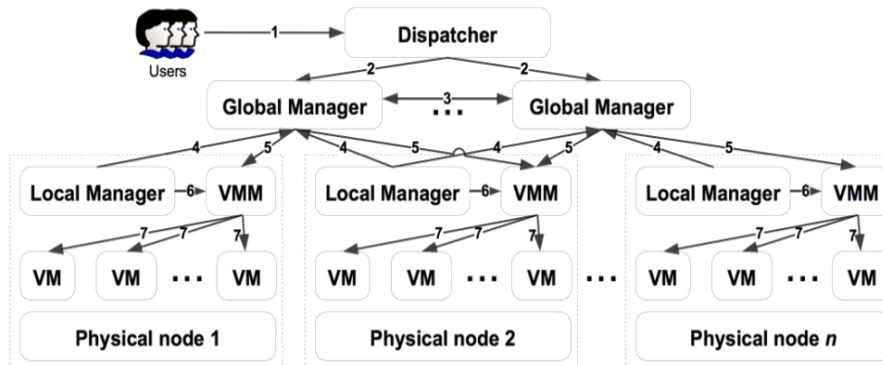 1
Dispatcher
Users
2 2
Global Manager 3 ... Global Manager
4 5 4 5 4 5 4 5
Local Manager 6 VMM Local Manager 6 VMM Local Manager 6 VMM
7 7 7 7 7 7 7 7 7
VM VM ... VM VM VM ... VM ... VM VM ... VM
Physical node 1 Physical node 2 Physical node n